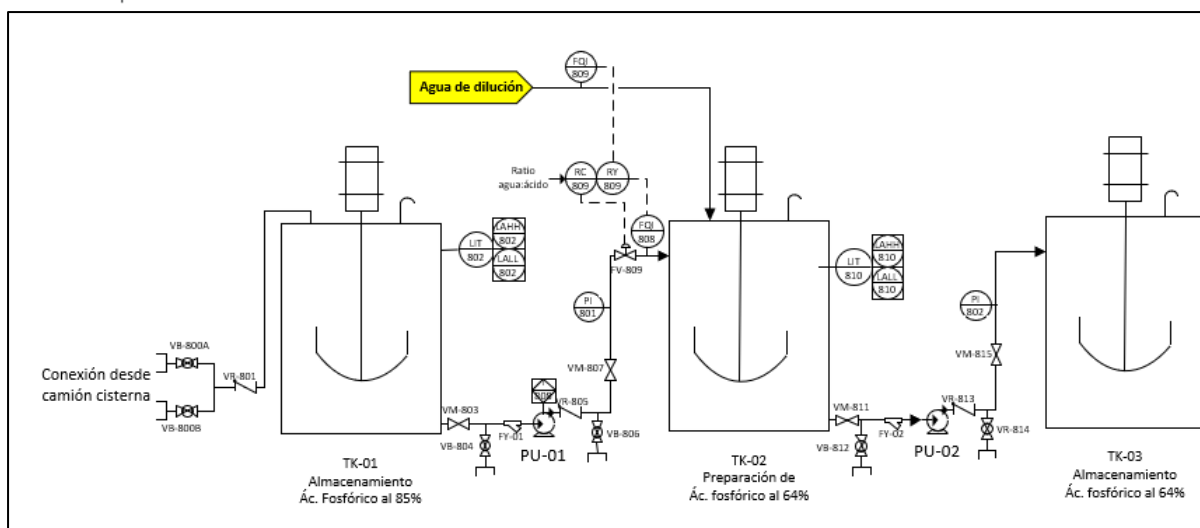 FQI
809
Agua de dilución
Ratio
agua:ácido
RC
809
RY
809
FQI
808
FV-809
LIT
802
LAHH
802
LALL
802
PI
801
LIT
810
LAHH
810
LALL
810
PI
802
VB-800A
Conexión desde
camión cisterna
VR-801
VB-800B
VM-803
VB-804
FY-01
PU-01
VR-805
VB-806
VM-807
VM-811
VB-812
FY-02
PU-02
VR-813
VR-814
VM-815
TK-01
Almacenamiento
Ác. Fosfórico al 85%
TK-02
Preparación de
Ác. fosfórico al 64%
TK-03
Almacenamiento
Ác. fosfórico al 64%